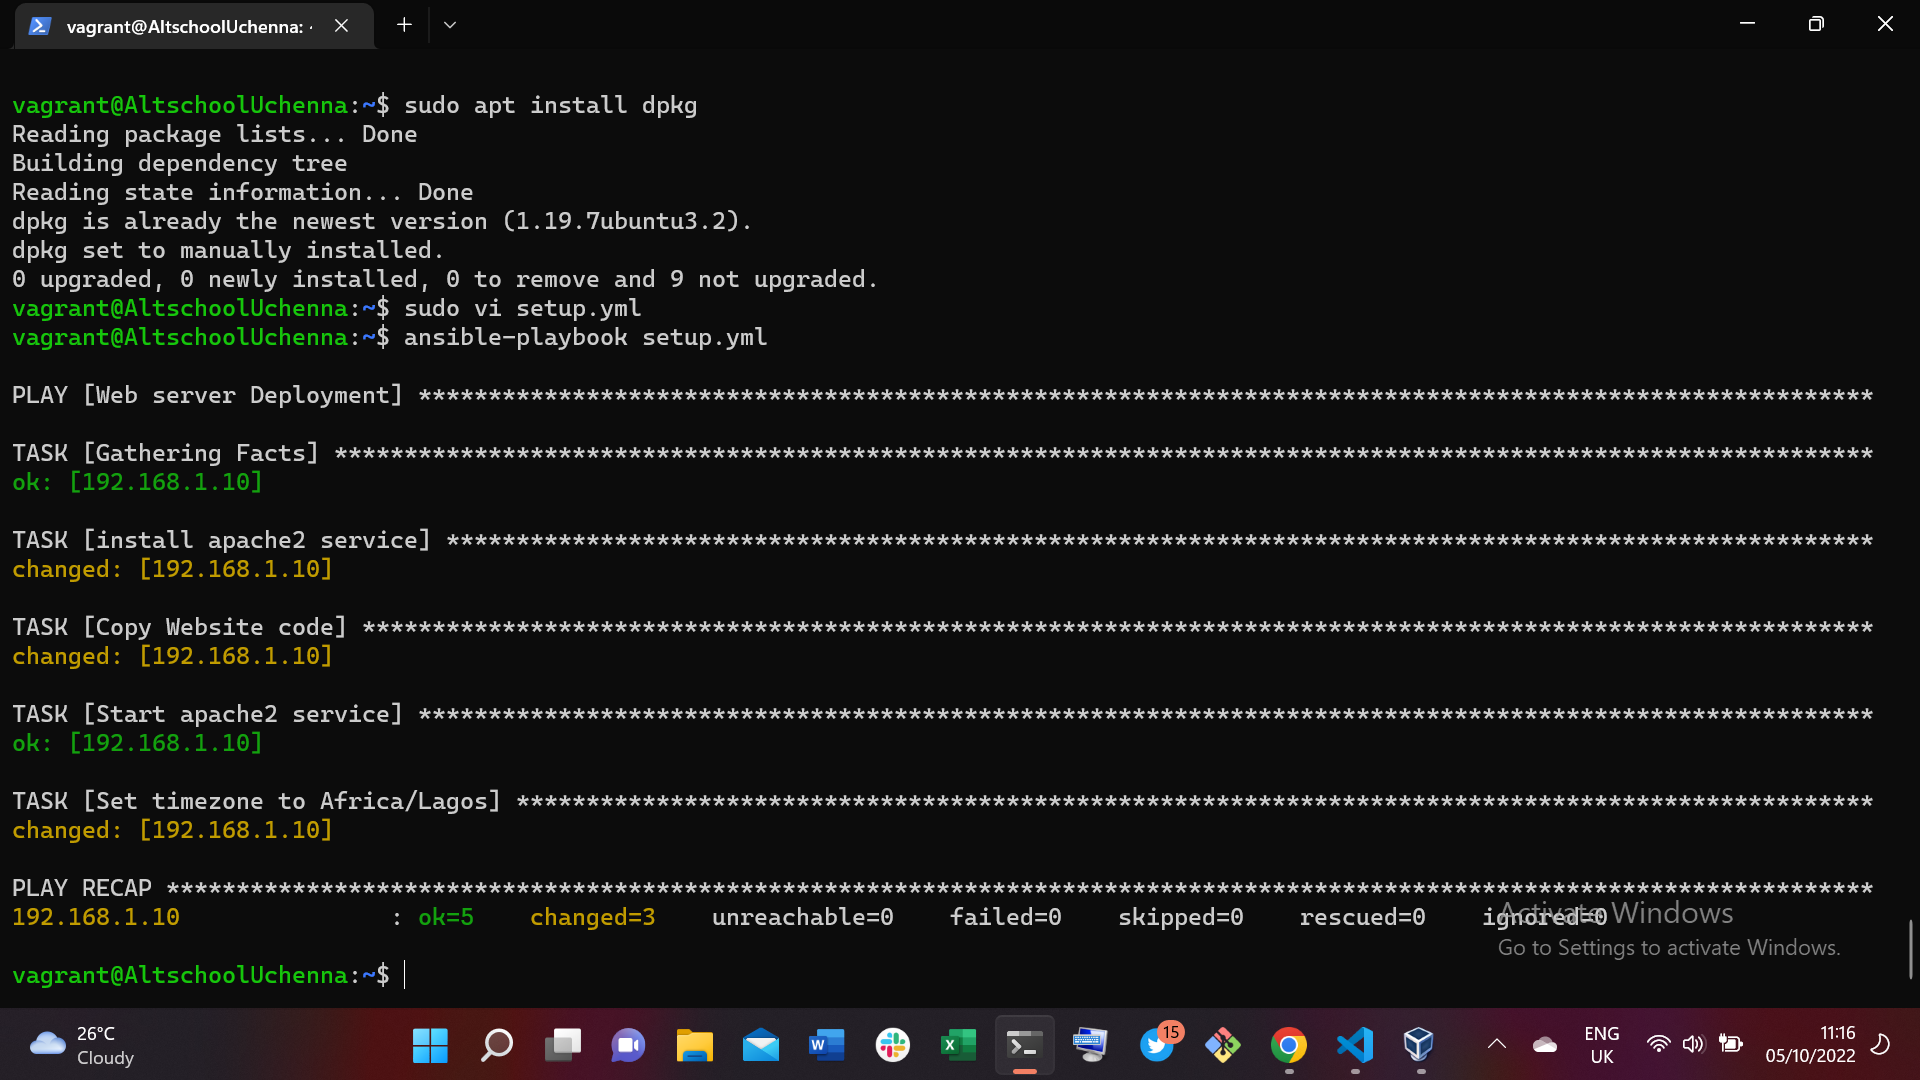 vagrant@AltschoolUchenna: ·
vagrant@AltschoolUchenna:~$ sudo apt install dpkg
Reading package lists... Done
Building dependency tree
Reading state information... Done
dpkg is already the newest version (1.19.7ubuntu3.2).
dpkg set to manually installed.
0 upgraded, 0 newly installed, 0 to remove and 9 not upgraded.
vagrant@AltschoolUchenna:~$ sudo vi setup.yml
vagrant@AltschoolUchenna:~$ ansible-playbook setup.yml
PLAY [Web server Deployment] ********************************************************************************************************
TASK [Gathering Facts] **************************************************************************************************************
ok: [192.168.1.10]
TASK [install apache2 service] ******************************************************************************************************
changed: [192.168.1.10]
TASK [Copy Website code] ************************************************************************************************************
changed: [192.168.1.10]
TASK [Start apache2 service] ********************************************************************************************************
ok: [192.168.1.10]
TASK [Set timezone to Africa/Lagos] *************************************************************************************************
changed: [192.168.1.10]
PLAY RECAP **************************************************************************************************************************
192.168.1.10               : ok=5    changed=3    unreachable=0    failed=0    skipped=0    rescued=0    ignored=0
Activate Windows
Go to Settings to activate Windows.
vagrant@AltschoolUchenna:~$
26°C
Cloudy
15
ENG
UK
11:16
05/10/2022